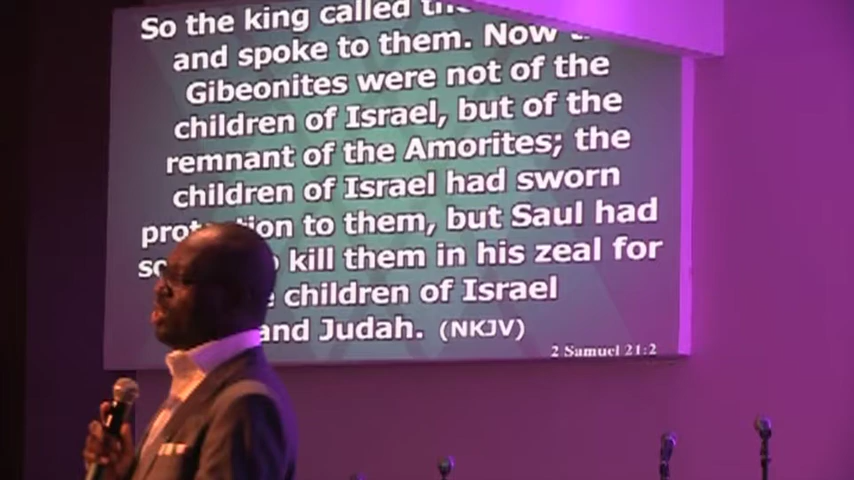 So the king called the
and spoke to them. Now
Gibeonites were not of the
children of Israel, but of the
remnant of the Amorites; the
children of Israel had sworn
to them, but Saul had
kill them in his zeal for
children of Israel
and Judah. (NKJV)
2 Samuel 21:2